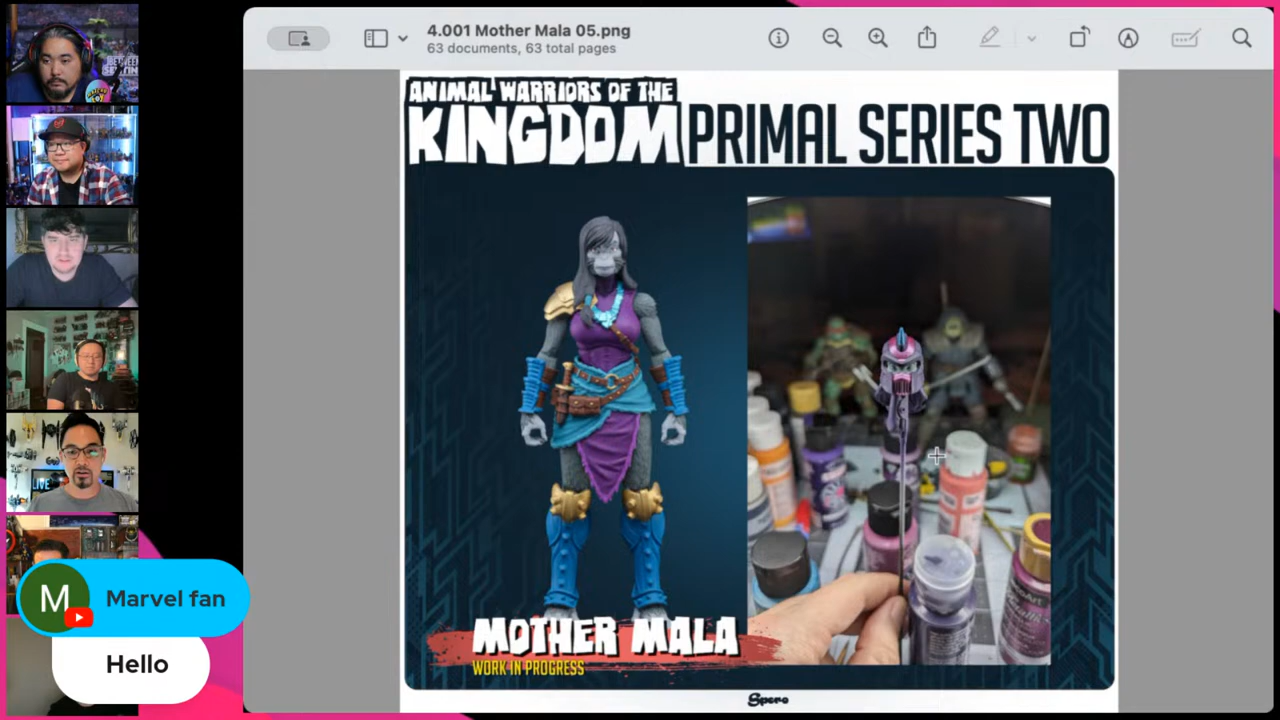 4.001 Mother Mala 05.png
63 documents, 63 total pages
ANIMAL WARRIORS OF THE
KINGDOM PRIMAL SERIES TWO
LIVE
M Marvel fan
Hello
MOTHER MALA
WORK IN PROGRESS
Spero